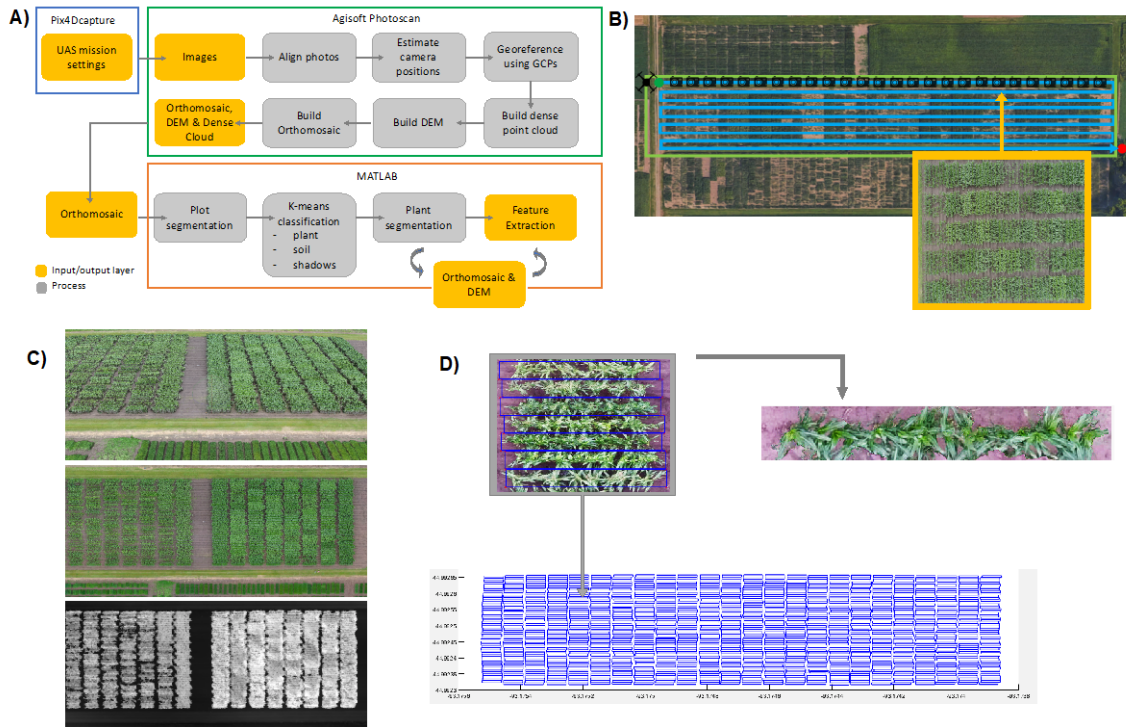 A)
Pix4Dcapture
UAS mission
settings
Agisoft Photoscan
Images
Align photos
Estimate
camera
positions
Georeference
using GCPs
Orthomosaic,
DEM & Dense
Cloud
Build
Orthomosaic
Build DEM
Build dense
point cloud
MATLAB
Orthomosaic
Plot
segmentation
K-means
classification
- plant
- soil
- shadows
Plant
segmentation
Feature
Extraction
Orthomosaic &
DEM
Input/output layer
Process
B)
C)
D)